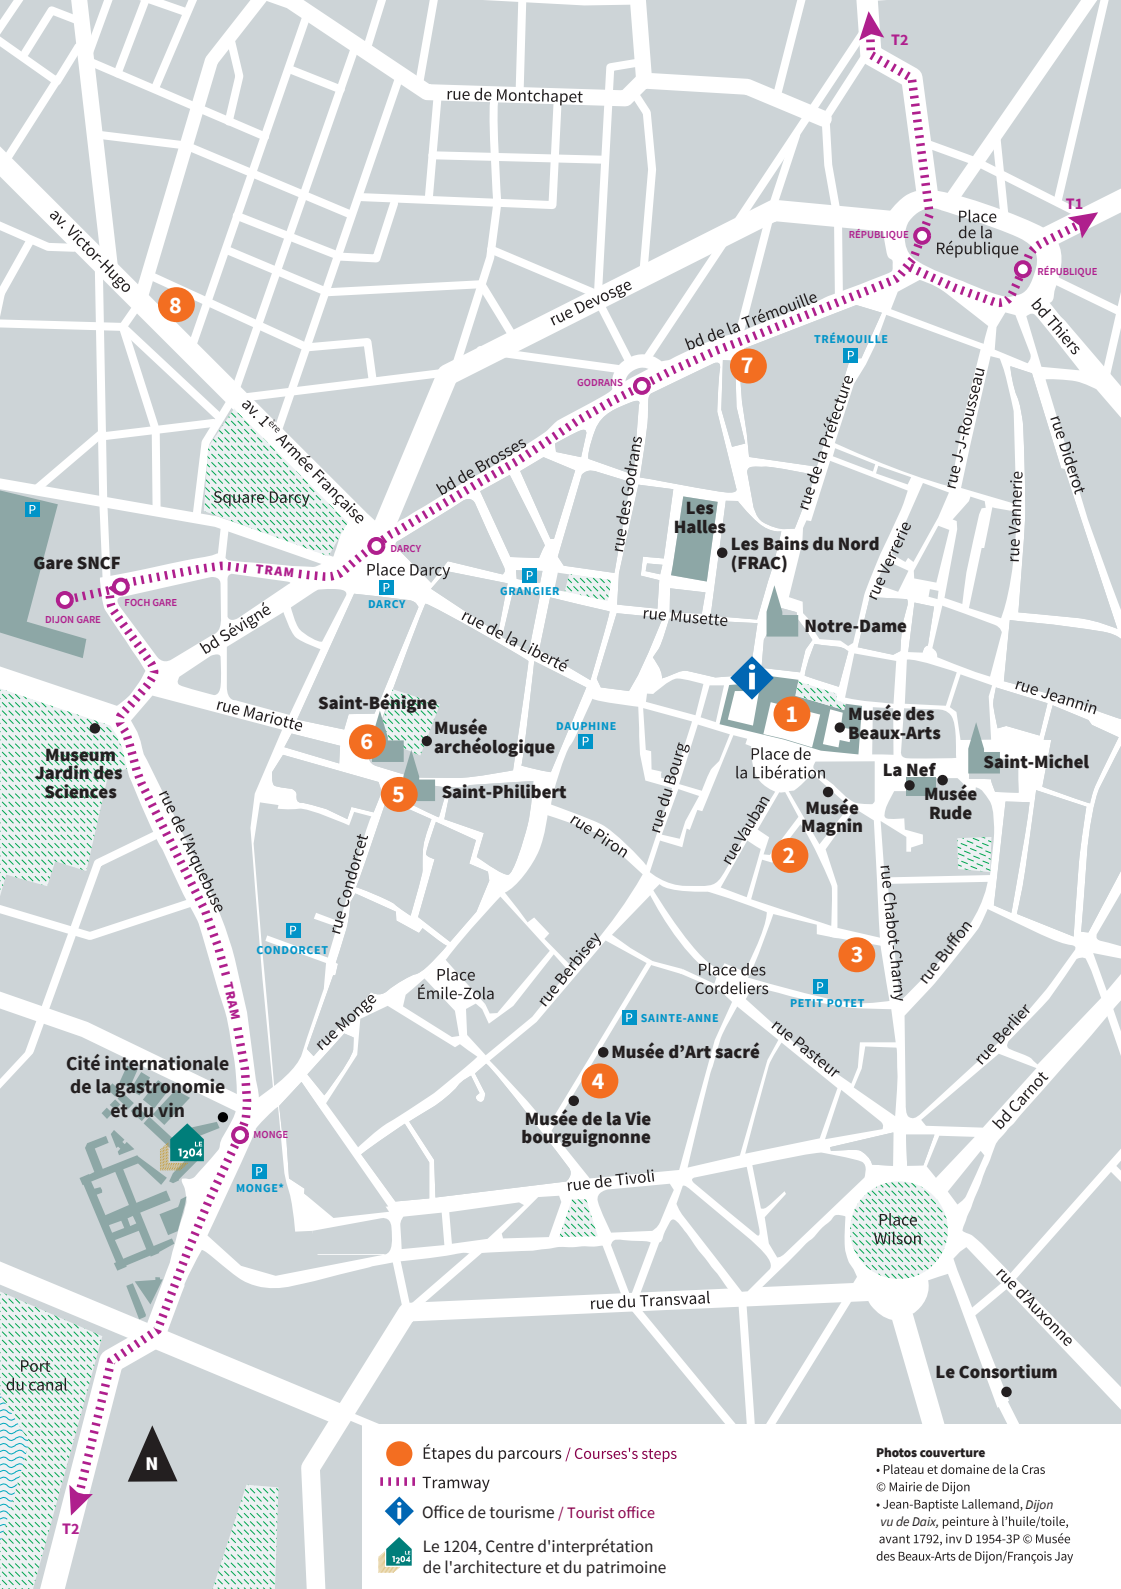 T2
rue de Montchapet
T1
Place
de la
République
RÉPUBLIQUE
RÉPUBLIQUE
av. Victor-Hugo
8
rue Devosge
bd de la Trémouille
bd Thiers
TRÉMOUILLE
P
7
GODRANS
rue de la Préfecture
rue J-J-Rousseau
rue Diderot
av. 1ère Armée Française
bd de Brosses
rue des Godrans
rue Vannerie
Square Darcy
P
Les
Halles
Les Bains du Nord
(FRAC)
rue Verrerie
Gare SNCF
DARCY
Place Darcy
TRAM
P
DARCY
P
GRANGIER
FOCH GARE
DIJON GARE
bd Sévigné
rue de la Liberté
rue Musette
Notre-Dame
i
rue Jeannin
rue Mariotte
Saint-Bénigne
6
Musée
archéologique
DAUPHINE
P
1
Musée des
Beaux-Arts
Place de
la Libération
Saint-Michel
La Nef
Musée
Rude
Museum
Jardin des
Sciences
5
Saint-Philibert
rue du Bourg
Musée
Magnin
rue de l'Arquebuse
rue Piron
rue Vauban
2
rue Condorcet
rue Chabot-Charny
P
CONDORCET
rue Berbisey
3
rue Buffon
Place
Émile-Zola
Place des
Cordeliers
P
PETIT POTET
TRAM
rue Monge
P SAINTE-ANNE
rue Pasteur
rue Berlier
Musée d'Art sacré
4
Musée de la Vie
bourguignonne
bd Carnot
Cité internationale
de la gastronomie
et du vin
LE
1204
MONGE
P
MONGE*
rue de Tivoli
Place
Wilson
rue du Transvaal
rue d'Auxonne
Port
du canal
Le Consortium
N
T2
Étapes du parcours / Courses's steps
Tramway
i
Office de tourisme / Tourist office
LE
1204
Le 1204, Centre d'interprétation
de l'architecture et du patrimoine
Photos couverture
• Plateau et domaine de la Cras
© Mairie de Dijon
• Jean-Baptiste Lallemand, Dijon
vu de Daix, peinture à l'huile/toile,
avant 1792, inv D 1954-3P © Musée
des Beaux-Arts de Dijon/François Jay